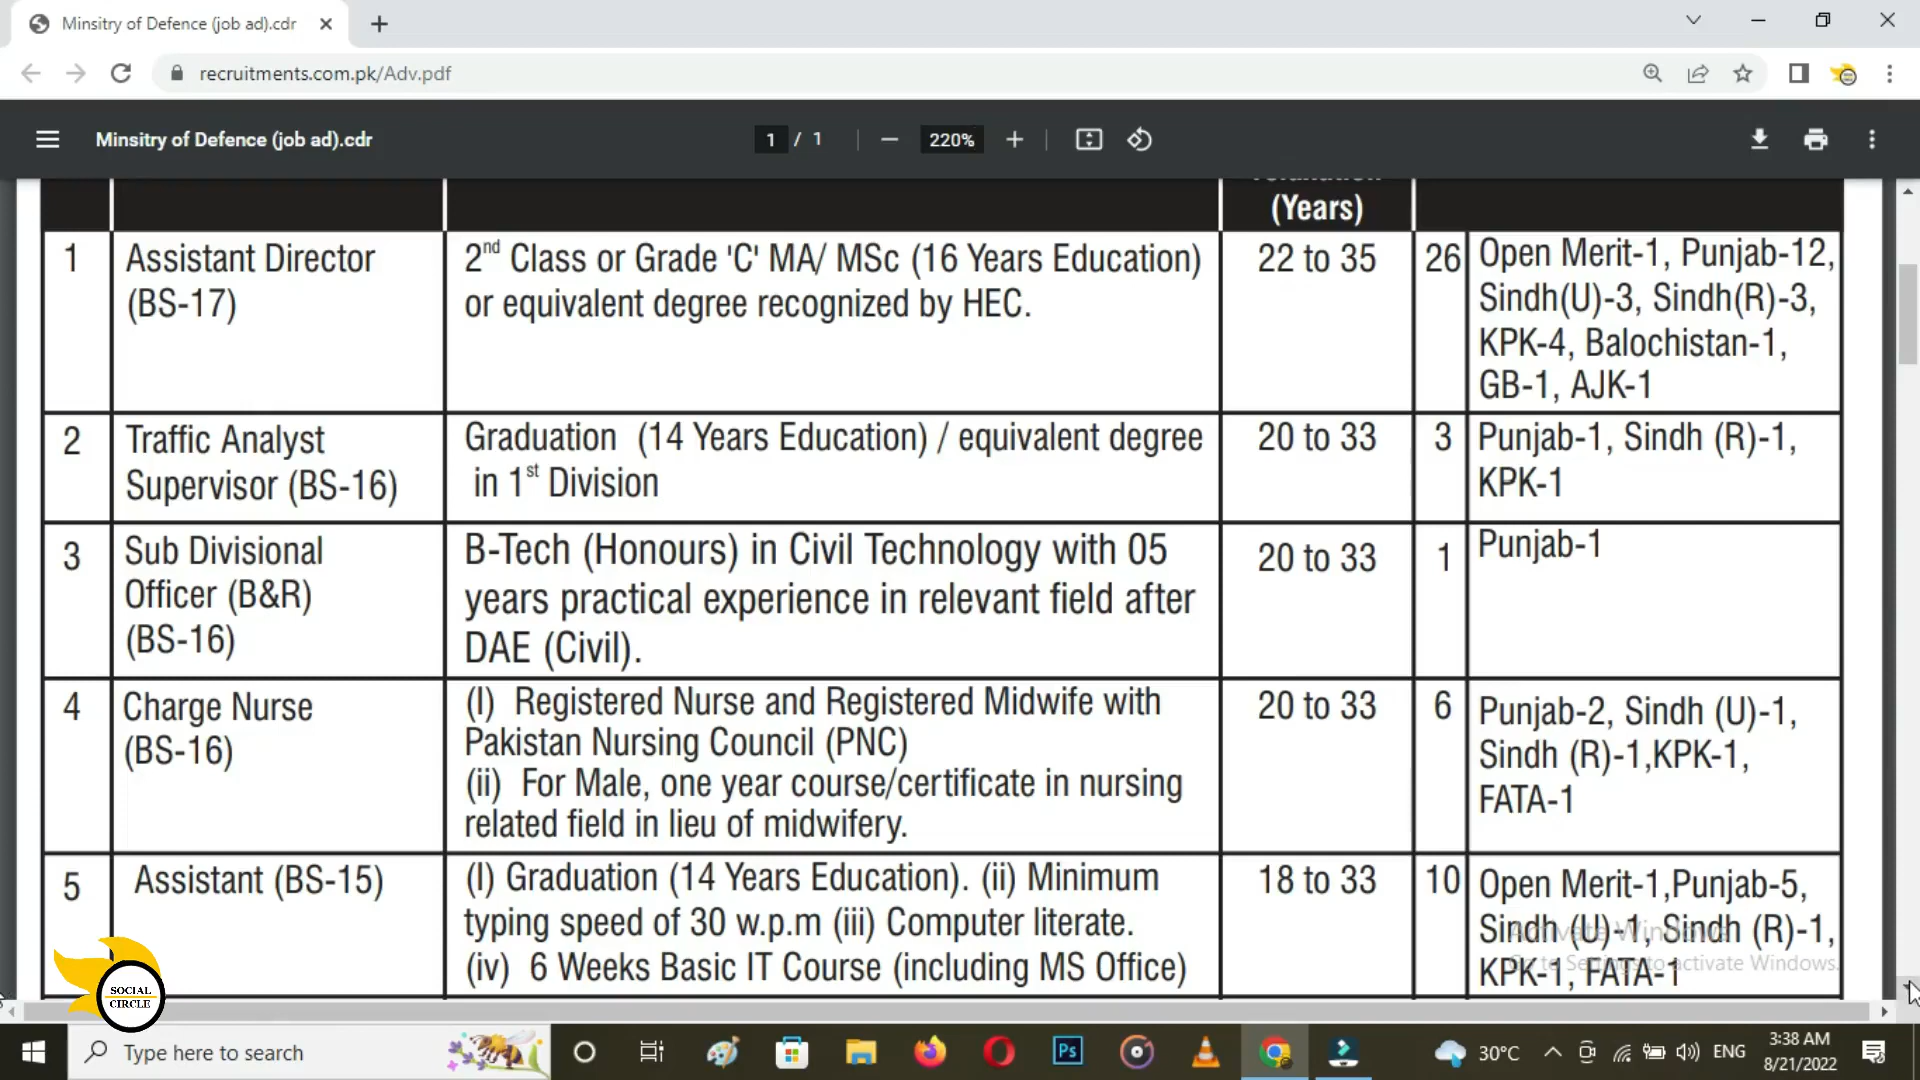 Minsitry of Defence (job ad).cdr
recruitments.com.pk/Adv.pdf
Minsitry of Defence (job ad).cdr
1 / 1
220%
(Years)
1
Assistant Director
(BS-17)
2nd Class or Grade 'C' MA/ MSc (16 Years Education)
or equivalent degree recognized by HEC.
22 to 35
26
Open Merit-1, Punjab-12,
Sindh(U)-3, Sindh(R)-3,
KPK-4, Balochistan-1,
GB-1, AJK-1
2
Traffic Analyst
Supervisor (BS-16)
Graduation (14 Years Education) / equivalent degree
in 1st Division
20 to 33
3
Punjab-1, Sindh (R)-1,
KPK-1
3
Sub Divisional
Officer (B&R)
(BS-16)
B-Tech (Honours) in Civil Technology with 05
years practical experience in relevant field after
DAE (Civil).
20 to 33
1
Punjab-1
4
Charge Nurse
(BS-16)
(I) Registered Nurse and Registered Midwife with
Pakistan Nursing Council (PNC)
(ii) For Male, one year course/certificate in nursing
related field in lieu of midwifery.
20 to 33
6
Punjab-2, Sindh (U)-1,
Sindh (R)-1,KPK-1,
FATA-1
5
Assistant (BS-15)
(I) Graduation (14 Years Education). (ii) Minimum
typing speed of 30 w.p.m (iii) Computer literate.
(iv) 6 Weeks Basic IT Course (including MS Office)
18 to 33
10
Open Merit-1,Punjab-5,
Sindh (U)-1, Sindh (R)-1,
KPK-1, FATA-1
Activate Windows
Go to Settings to activate Windows.
SOCIAL
CIRCLE
Type here to search
Ps
30°C
ENG
3:38 AM
8/21/2022